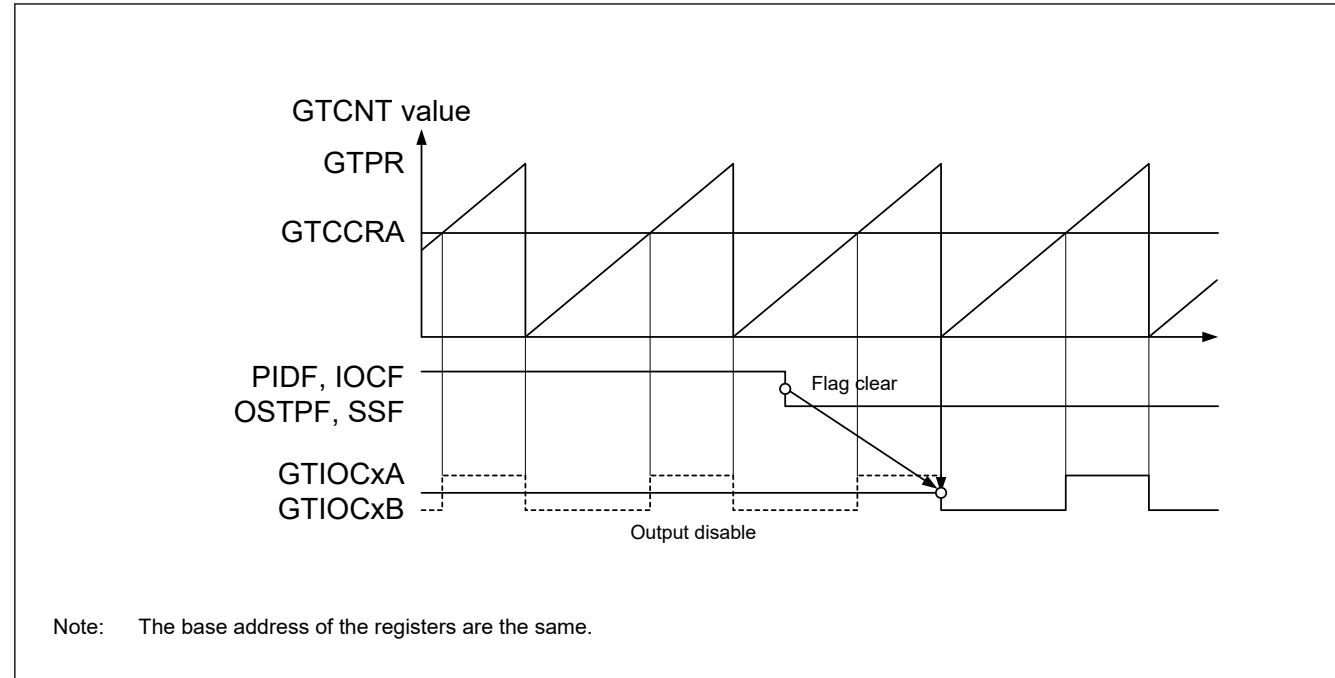 GTCNT value
GTPR
GTCCRA
PIDF, IOCF
Flag clear
OSTPF, SSF
GTIOCxA
GTIOCxB
Output disable
Note: The base address of the registers are the same.